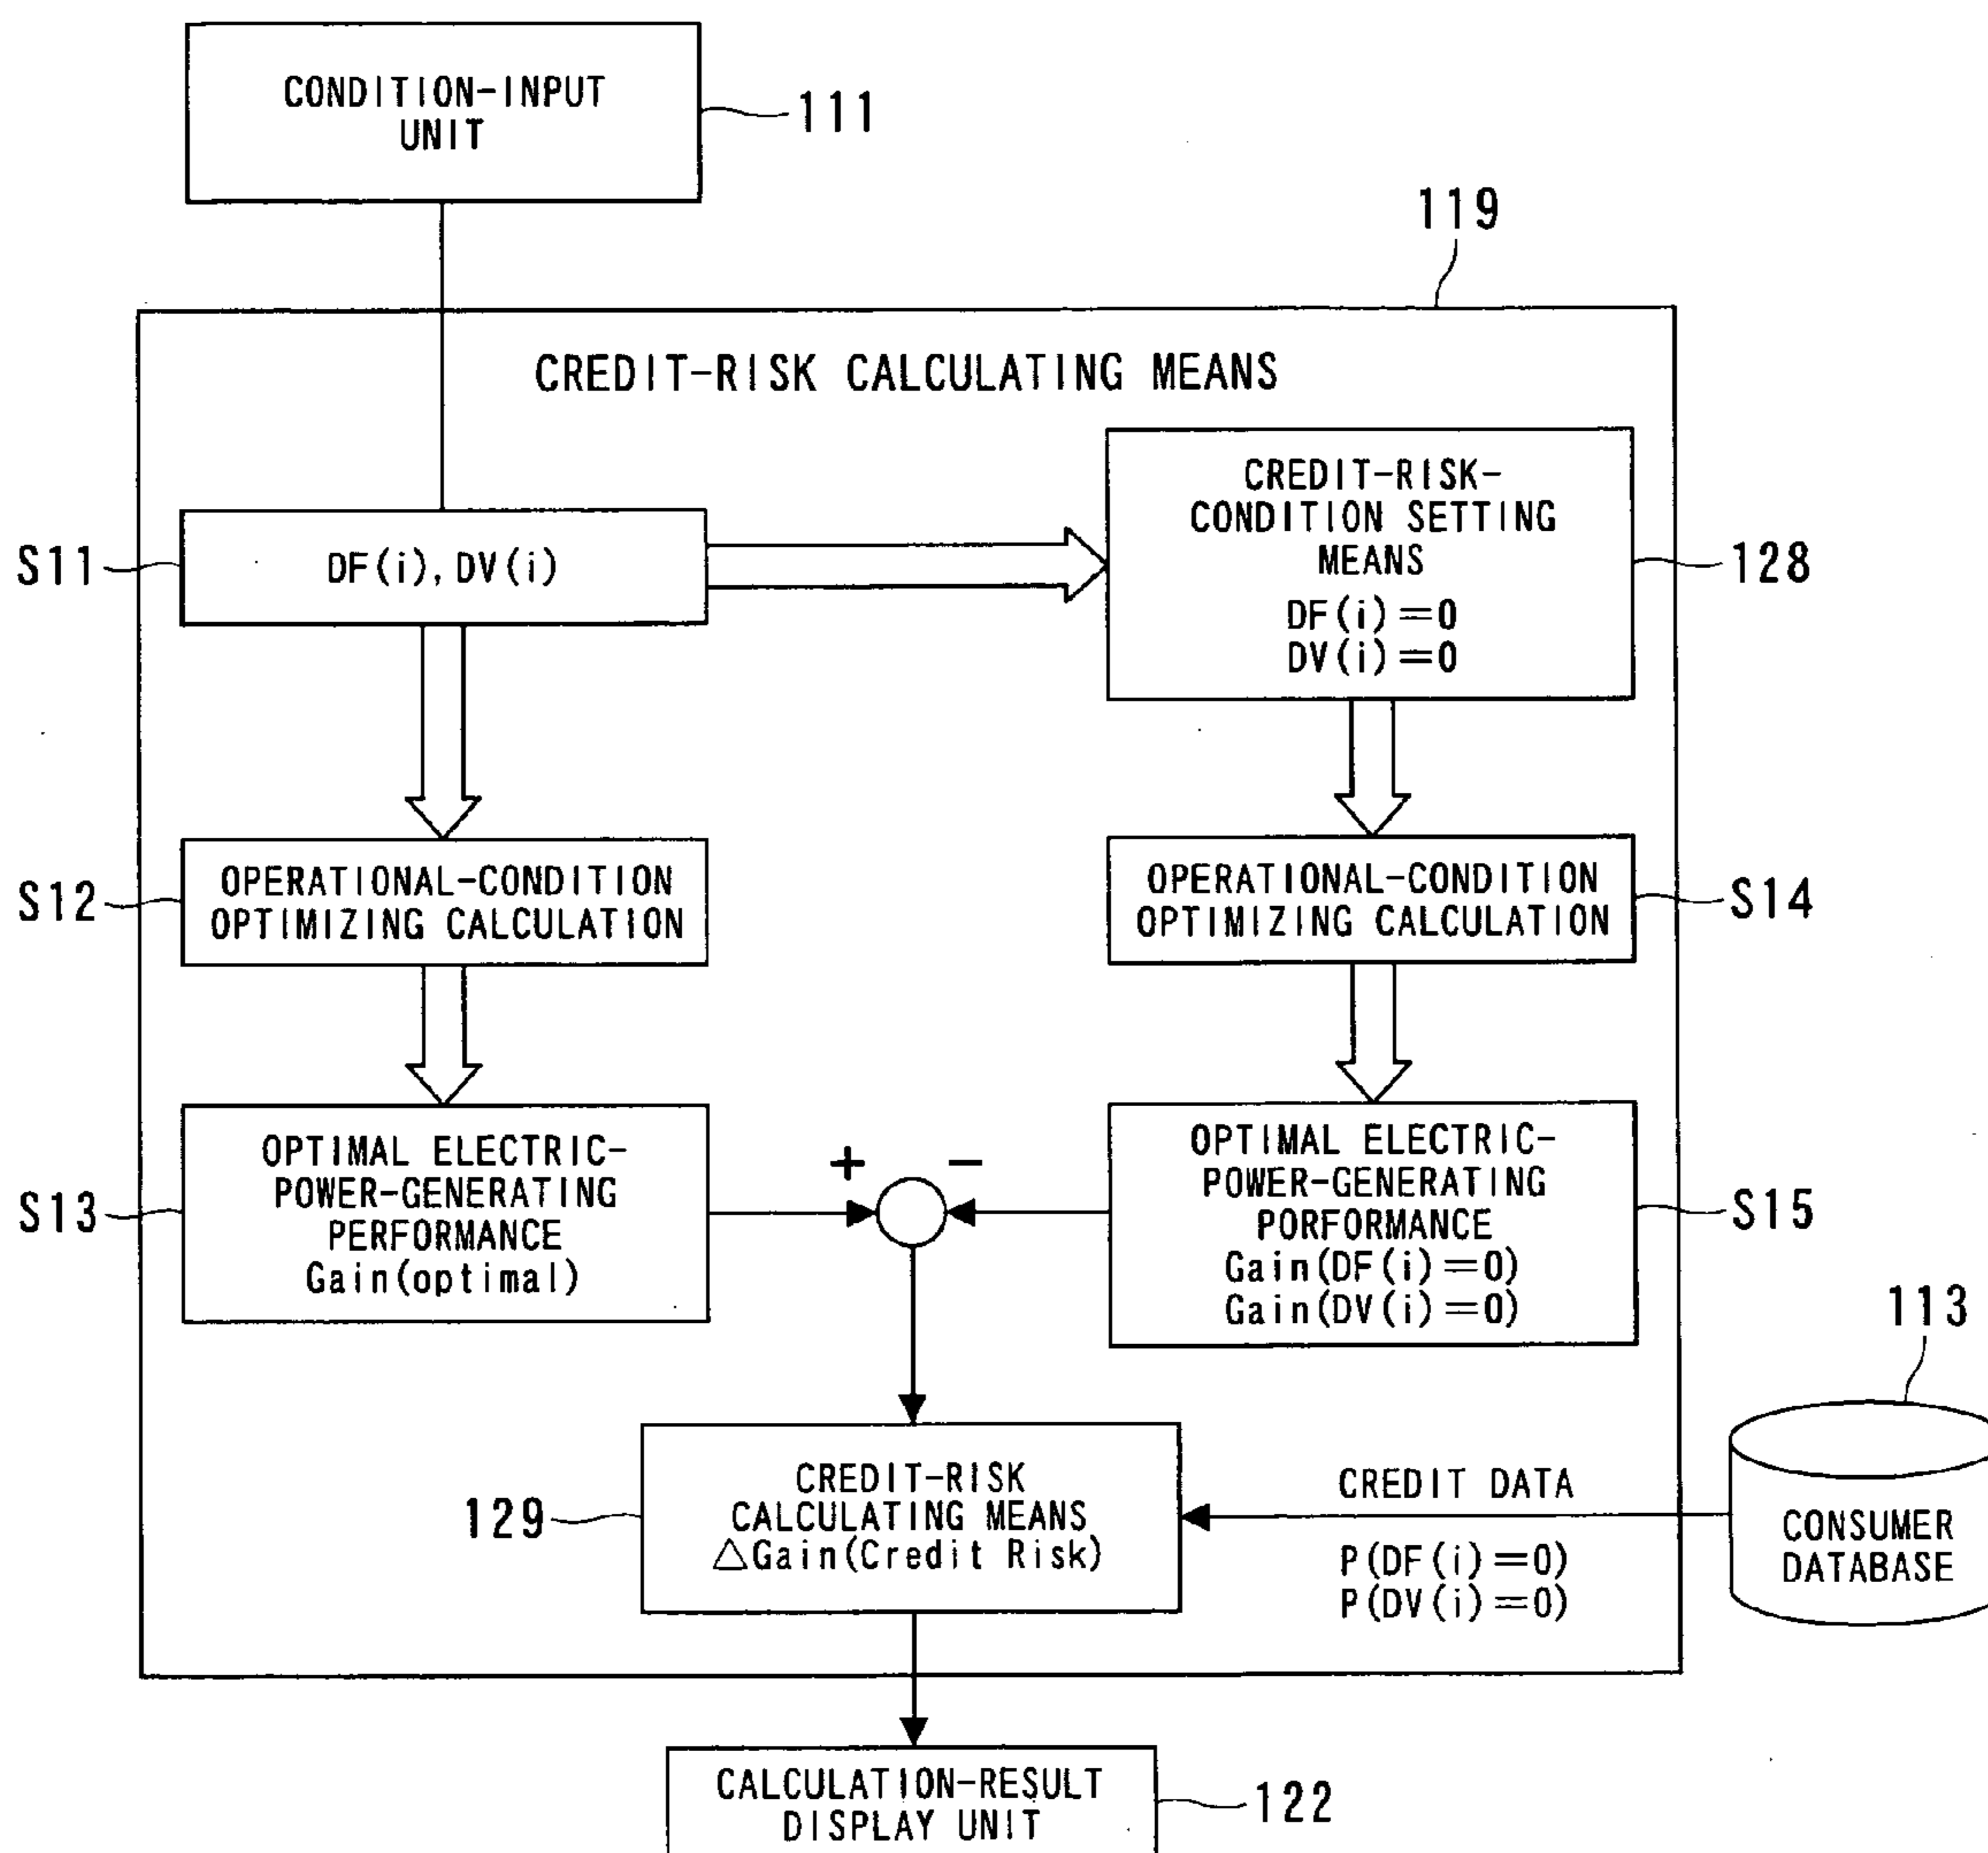 CONDITION-INPUT
UNIT
111
119
CREDIT-RISK CALCULATING MEANS
S11
DF(i), DV(i)
CREDIT-RISK-
CONDITION SETTING
MEANS
DF(i)=0
DV(i)=0
128
S12
OPERATIONAL-CONDITION
OPTIMIZING CALCULATION
OPERATIONAL-CONDITION
OPTIMIZING CALCULATION
S14
S13
OPTIMAL ELECTRIC-
POWER-GENERATING
PERFORMANCE
Gain(optimal)
+
−
OPTIMAL ELECTRIC-
POWER-GENERATING
PORFORMANCE
Gain(DF(i)=0)
Gain(DV(i)=0)
S15
113
129
CREDIT-RISK
CALCULATING MEANS
△Gain(Credit Risk)
CREDIT DATA
P(DF(i)=0)
P(DV(i)=0)
CONSUMER
DATABASE
CALCULATION-RESULT
DISPLAY UNIT
122